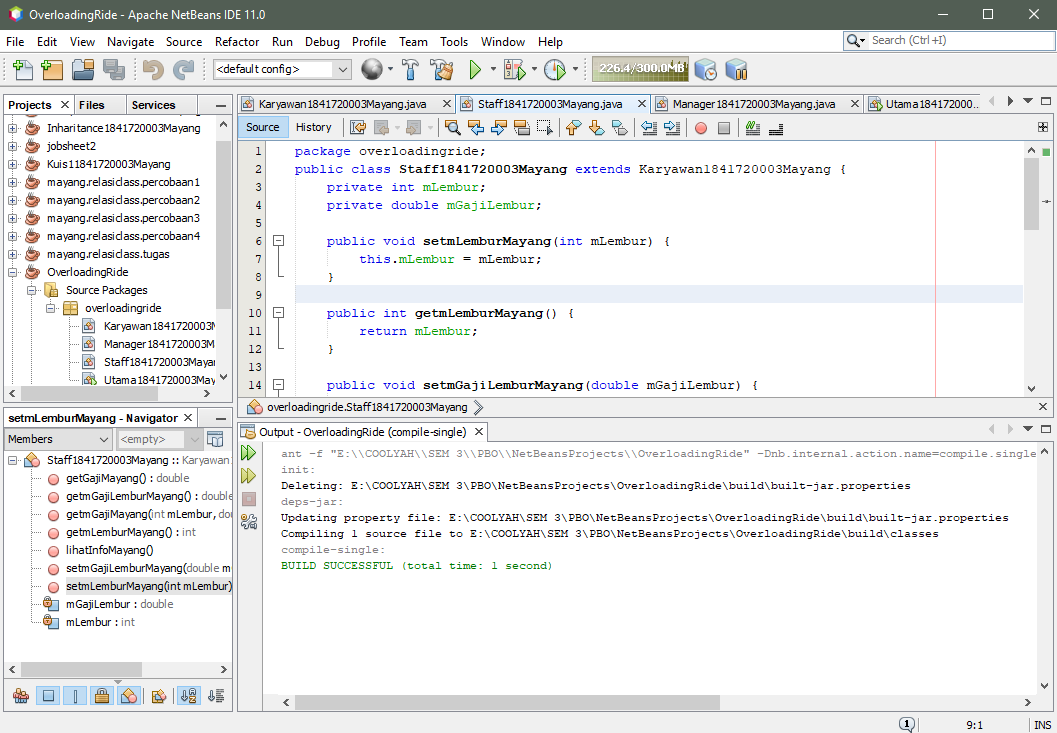 OverloadingRide - Apache NetBeans IDE 11.0
File Edit View Navigate Source Refactor Run Debug Profile Team Tools Window Help
Search (Ctrl+I)
<default config>
226.4/300.0MB
Projects Files Services
Inharitance1841720003Mayang
jobsheet2
Kuis11841720003Mayang
mayang.relasiclass.percobaan1
mayang.relasiclass.percobaan2
mayang.relasiclass.percobaan3
mayang.relasiclass.percobaan4
mayang.relasiclass.tugas
OverloadingRide
Source Packages
overloadingride
Karyawan1841720003M
Manager1841720003M
Staff1841720003Maya
Utama1841720003May
setmLemburMayang - Navigator
Members
<empty>
Staff1841720003Mayang :: Karyawan
getGajiMayang() : double
getmGajiLemburMayang() : double
getmGajiMayang(int mLembur, do
getmLemburMayang() : int
lihatInfoMayang()
setmGajiLemburMayang(double m
setmLemburMayang(int mLembur)
mGajiLembur : double
mLembur : int
Karyawan1841720003Mayang.java Staff1841720003Mayang.java Manager1841720003Mayang.java Utama1841720003...
Source History
1 package overloadingride;
2 public class Staff1841720003Mayang extends Karyawan1841720003Mayang {
3 private int mLembur;
4 private double mGajiLembur;
5
6 public void setmLemburMayang(int mLembur) {
7 this.mLembur = mLembur;
8 }
9
10 public int getmLemburMayang() {
11 return mLembur;
12 }
13
14 public void setmGajiLemburMayang(double mGajiLembur) {
overloadingride.Staff1841720003Mayang
Output - OverloadingRide (compile-single)
ant -f "E:\\COOLYAH\\SEM 3\\PBO\\NetBeansProjects\\OverloadingRide" -Dnb.internal.action.name=compile.single
init:
Deleting: E:\COOLYAH\SEM 3\PBO\NetBeansProjects\OverloadingRide\build\built-jar.properties
deps-jar:
Updating property file: E:\COOLYAH\SEM 3\PBO\NetBeansProjects\OverloadingRide\build\built-jar.properties
Compiling 1 source file to E:\COOLYAH\SEM 3\PBO\NetBeansProjects\OverloadingRide\build\classes
compile-single:
BUILD SUCCESSFUL (total time: 1 second)
1
9:1
INS